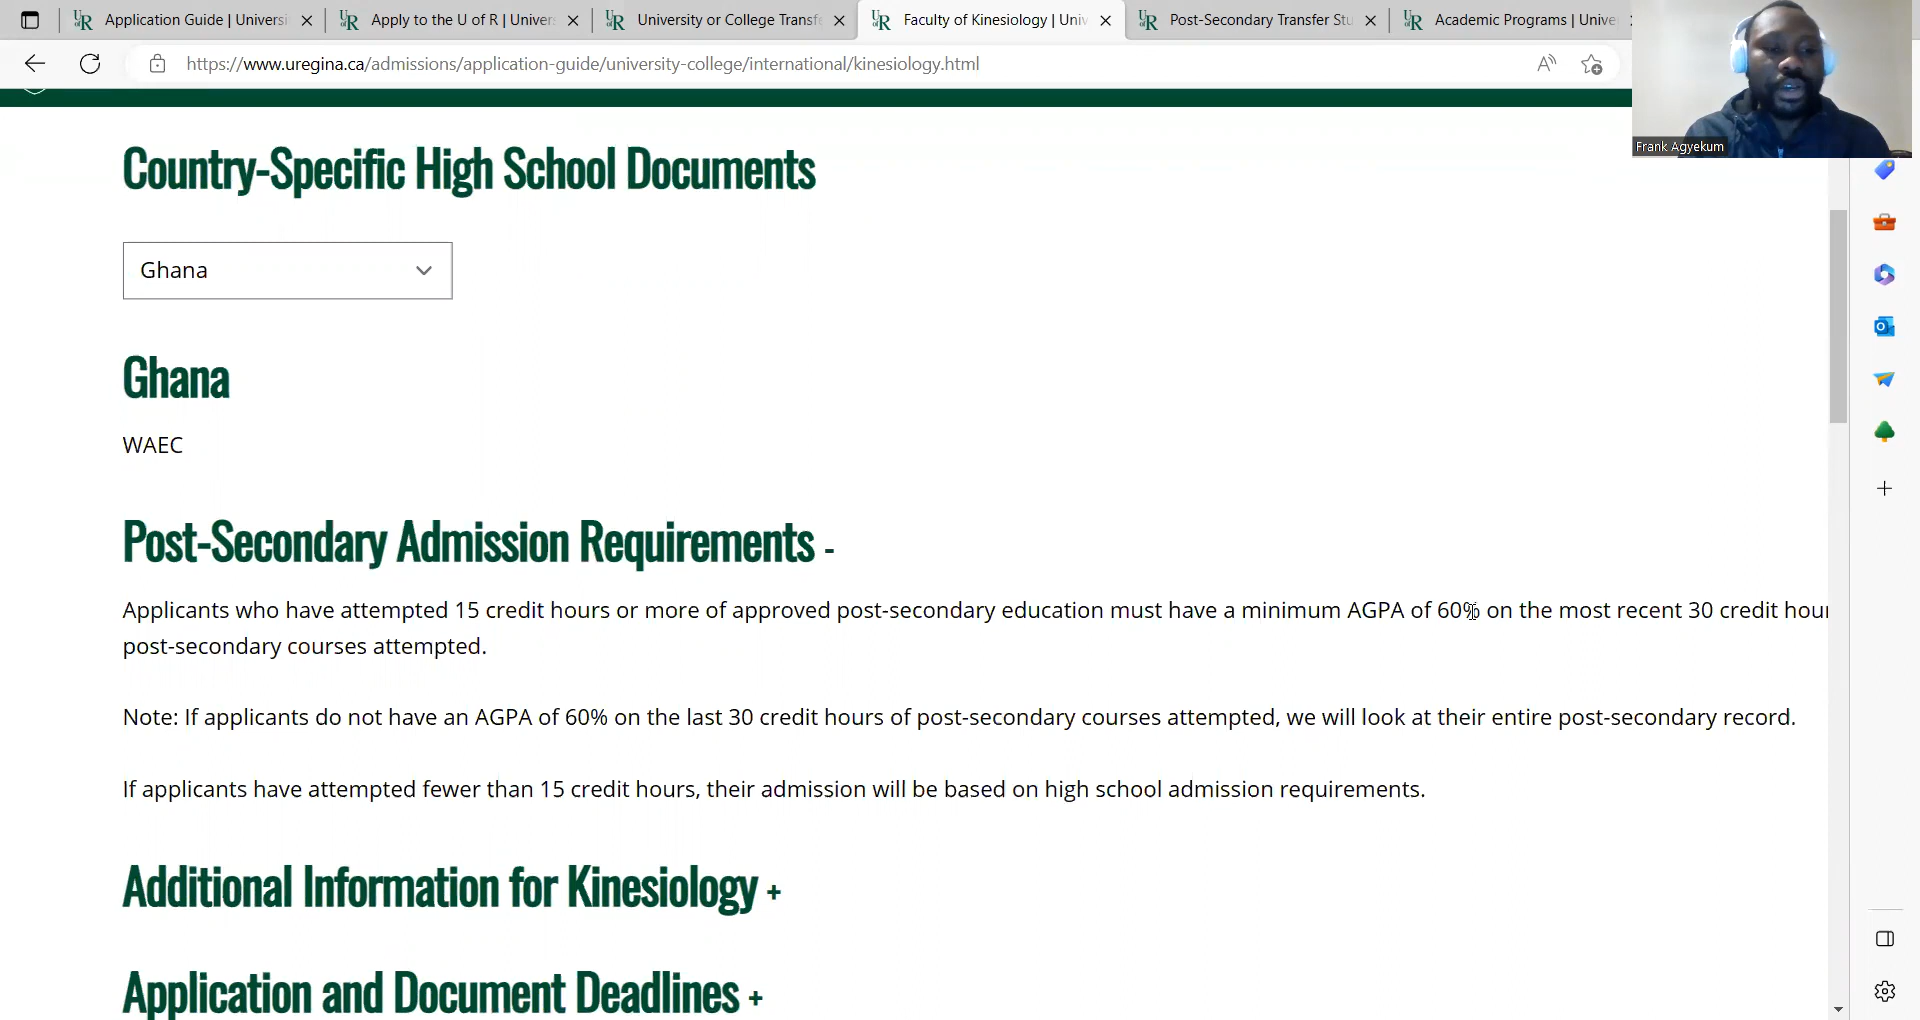 Application Guide | Universi
Apply to the U of R | Univers
University or College Transfe
Faculty of Kinesiology | Univ
Post-Secondary Transfer Stu
Academic Programs | Unive
https://www.uregina.ca/admissions/application-guide/university-college/international/kinesiology.html
Frank Agyekum
Country-Specific High School Documents
Ghana
Ghana
WAEC
Post-Secondary Admission Requirements -
Applicants who have attempted 15 credit hours or more of approved post-secondary education must have a minimum AGPA of 60% on the most recent 30 credit hour
post-secondary courses attempted.
Note: If applicants do not have an AGPA of 60% on the last 30 credit hours of post-secondary courses attempted, we will look at their entire post-secondary record.
If applicants have attempted fewer than 15 credit hours, their admission will be based on high school admission requirements.
Additional Information for Kinesiology +
Application and Document Deadlines +